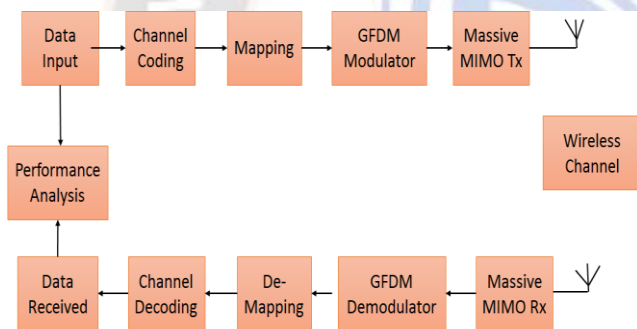 Data
Input
Channel
Coding
Mapping
GFDM
Modulator
Massive
MIMO Tx
Wireless
Channel
Performance
Analysis
Data
Received
Channel
Decoding
De-
Mapping
GFDM
Demodulator
Massive
MIMO Rx